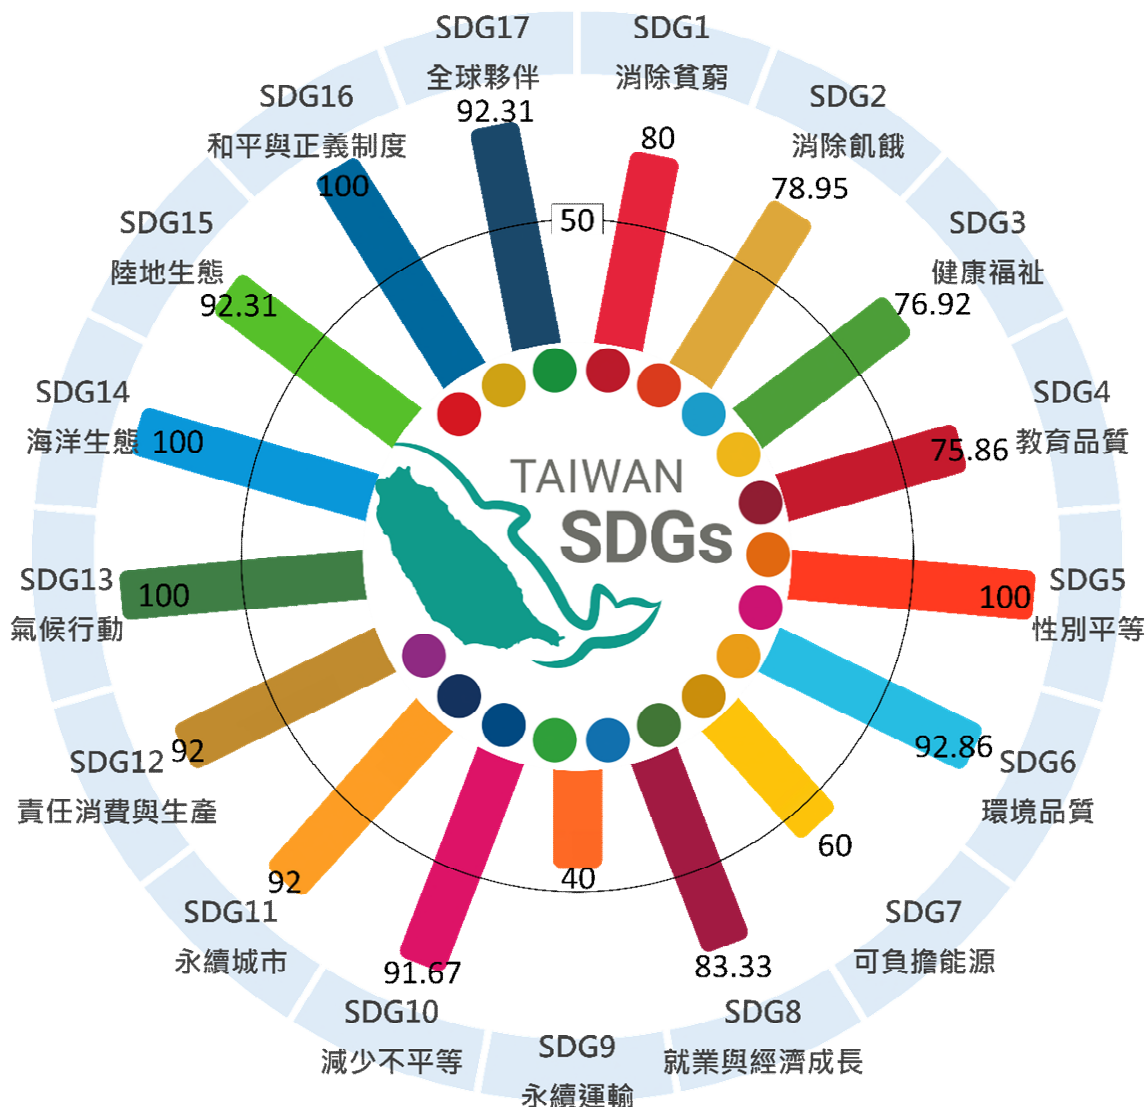 SDG1
消除貧窮
80
SDG2
消除飢餓
78.95
SDG3
健康福祉
76.92
SDG4
教育品質
75.86
SDG5
性別平等
100
SDG6
環境品質
92.86
SDG7
可負擔能源
60
SDG8
就業與經濟成長
83.33
SDG9
永續運輸
40
SDG10
減少不平等
91.67
SDG11
永續城市
92
SDG12
責任消費與生產
92
SDG13
氣候行動
100
SDG14
海洋生態
100
SDG15
陸地生態
92.31
SDG16
和平與正義制度
100
SDG17
全球夥伴
92.31
50
TAIWAN
SDGs